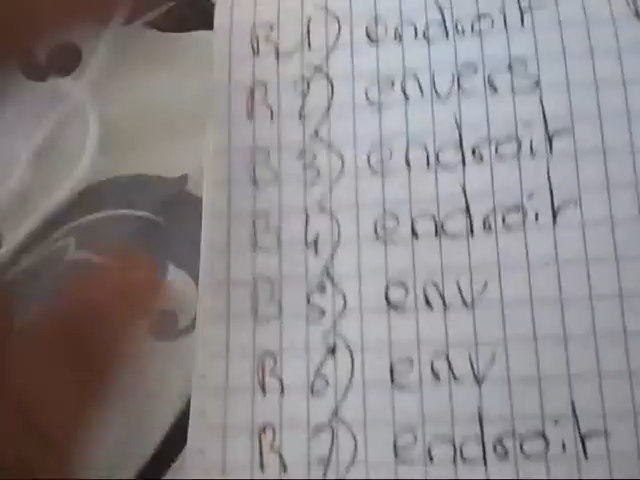 R 1) endroit
R 2) envers
B 3) endroit
B 4) endroit
B 5) env
R 6) env
R 7) endroit